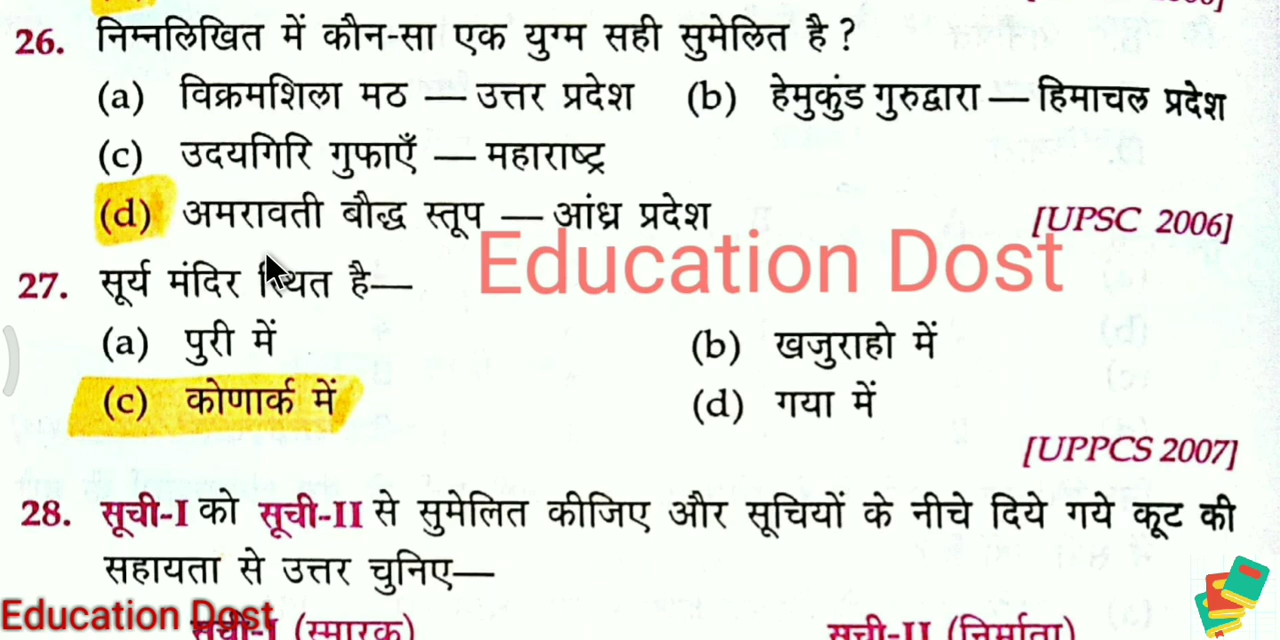 26. निम्नलिखित में कौन-सा एक युग्म सही सुमेलित है ?
(a) विक्रमशिला मठ — उत्तर प्रदेश (b) हेमुकुंड गुरुद्वारा — हिमाचल प्रदेश
(c) उदयगिरि गुफाएँ — महाराष्ट्र
(d) अमरावती बौद्ध स्तूप — आंध्र प्रदेश [UPSC 2006]
Education Dost
27. सूर्य मंदिर स्थित है—
(a) पुरी में (b) खजुराहो में
(c) कोणार्क में (d) गया में
[UPPCS 2007]
28. सूची-I को सूची-II से सुमेलित कीजिए और सूचियों के नीचे दिये गये कूट की
सहायता से उत्तर चुनिए—
Education Dost
सूची-I (स्मारक) सूची-II (निर्माता)